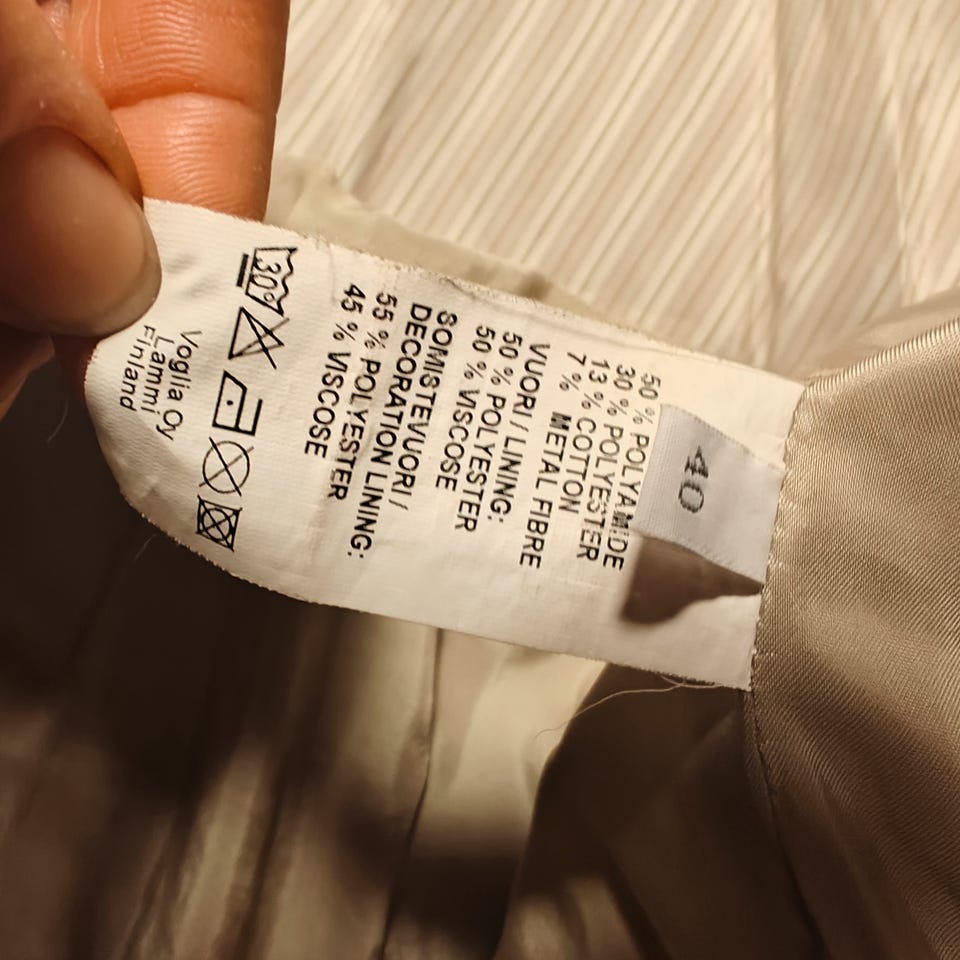 40
50 % POLYAMIDE
30 % POLYESTER
13 % COTTON
7 % METAL FIBRE
VUORI / LINING:
50 % POLYESTER
50 % VISCOSE
SOMISTEVUORI /
DECORATION LINING:
55 % POLYESTER
45 % VISCOSE
30°
Voglia Oy
Lammi
Finland